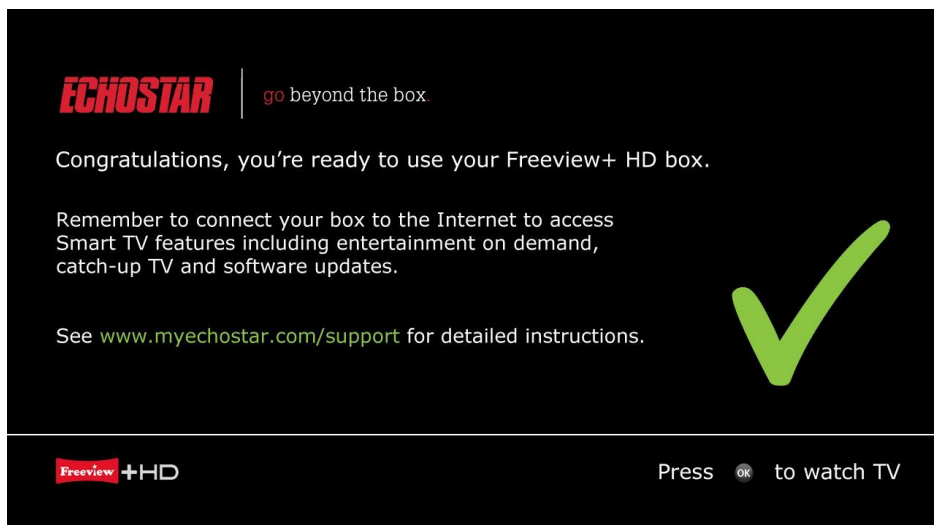 ECHOSTAR
go beyond the box.
Congratulations, you're ready to use your Freeview+ HD box.
Remember to connect your box to the Internet to access
Smart TV features including entertainment on demand,
catch-up TV and software updates.
See www.myechostar.com/support for detailed instructions.
Freeview +HD
Press OK to watch TV